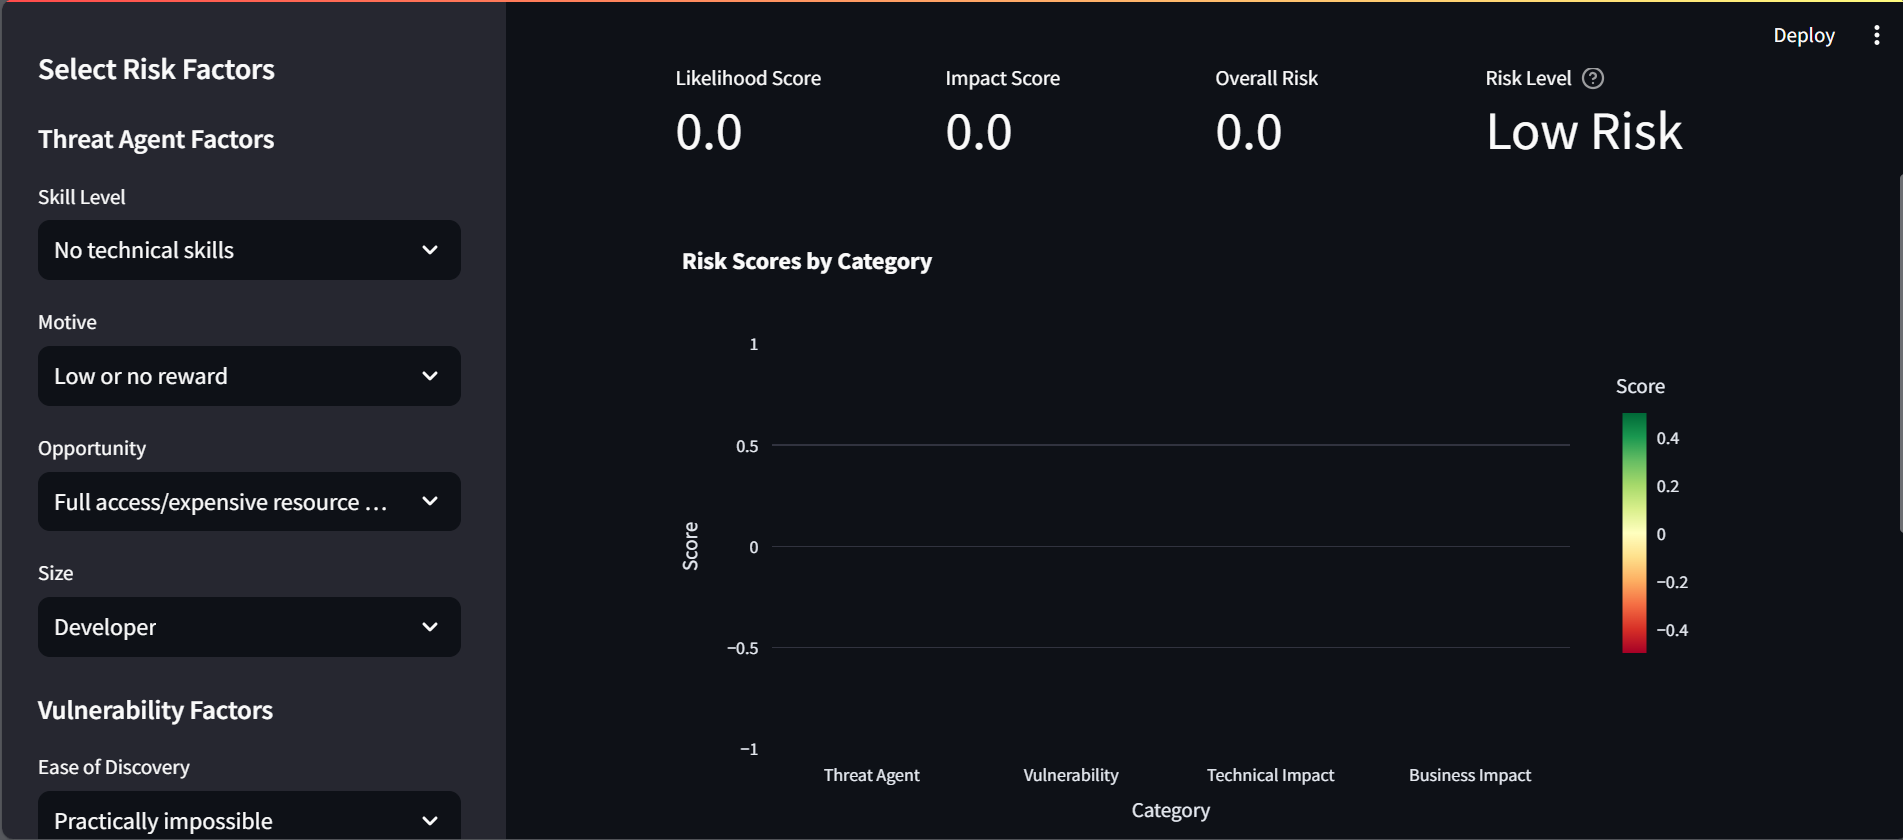 Select Risk Factors
Threat Agent Factors
Skill Level
No technical skills
Motive
Low or no reward
Opportunity
Full access/expensive resource …
Size
Developer
Vulnerability Factors
Ease of Discovery
Practically impossible
Deploy
Likelihood Score
0.0
Impact Score
0.0
Overall Risk
0.0
Risk Level ?
Low Risk
Risk Scores by Category
1
0.5
0
−0.5
−1
Score
Threat Agent
Vulnerability
Technical Impact
Business Impact
Category
Score
0.4
0.2
0
−0.2
−0.4